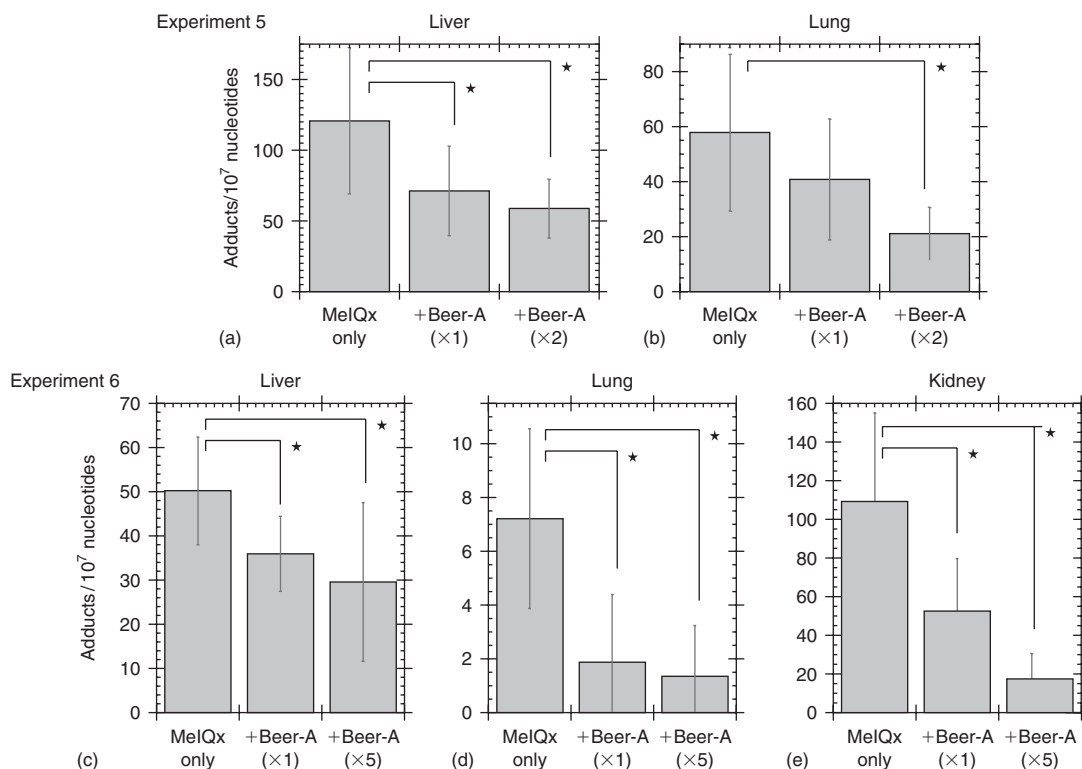 Experiment 5
Liver
Lung
Adducts/10⁷ nucleotides
150
100
50
0
80
60
40
20
0
★
★
★
MeIQx only
+Beer-A (×1)
+Beer-A (×2)
MeIQx only
+Beer-A (×1)
+Beer-A (×2)
(a)
(b)
Experiment 6
Liver
Lung
Kidney
Adducts/10⁷ nucleotides
70
60
50
40
30
20
10
0
10
8
6
4
2
0
160
140
120
100
80
60
40
20
0
★
★
★
★
★
★
MeIQx only
+Beer-A (×1)
+Beer-A (×5)
MeIQx only
+Beer-A (×1)
+Beer-A (×5)
MeIQx only
+Beer-A (×1)
+Beer-A (×5)
(c)
(d)
(e)